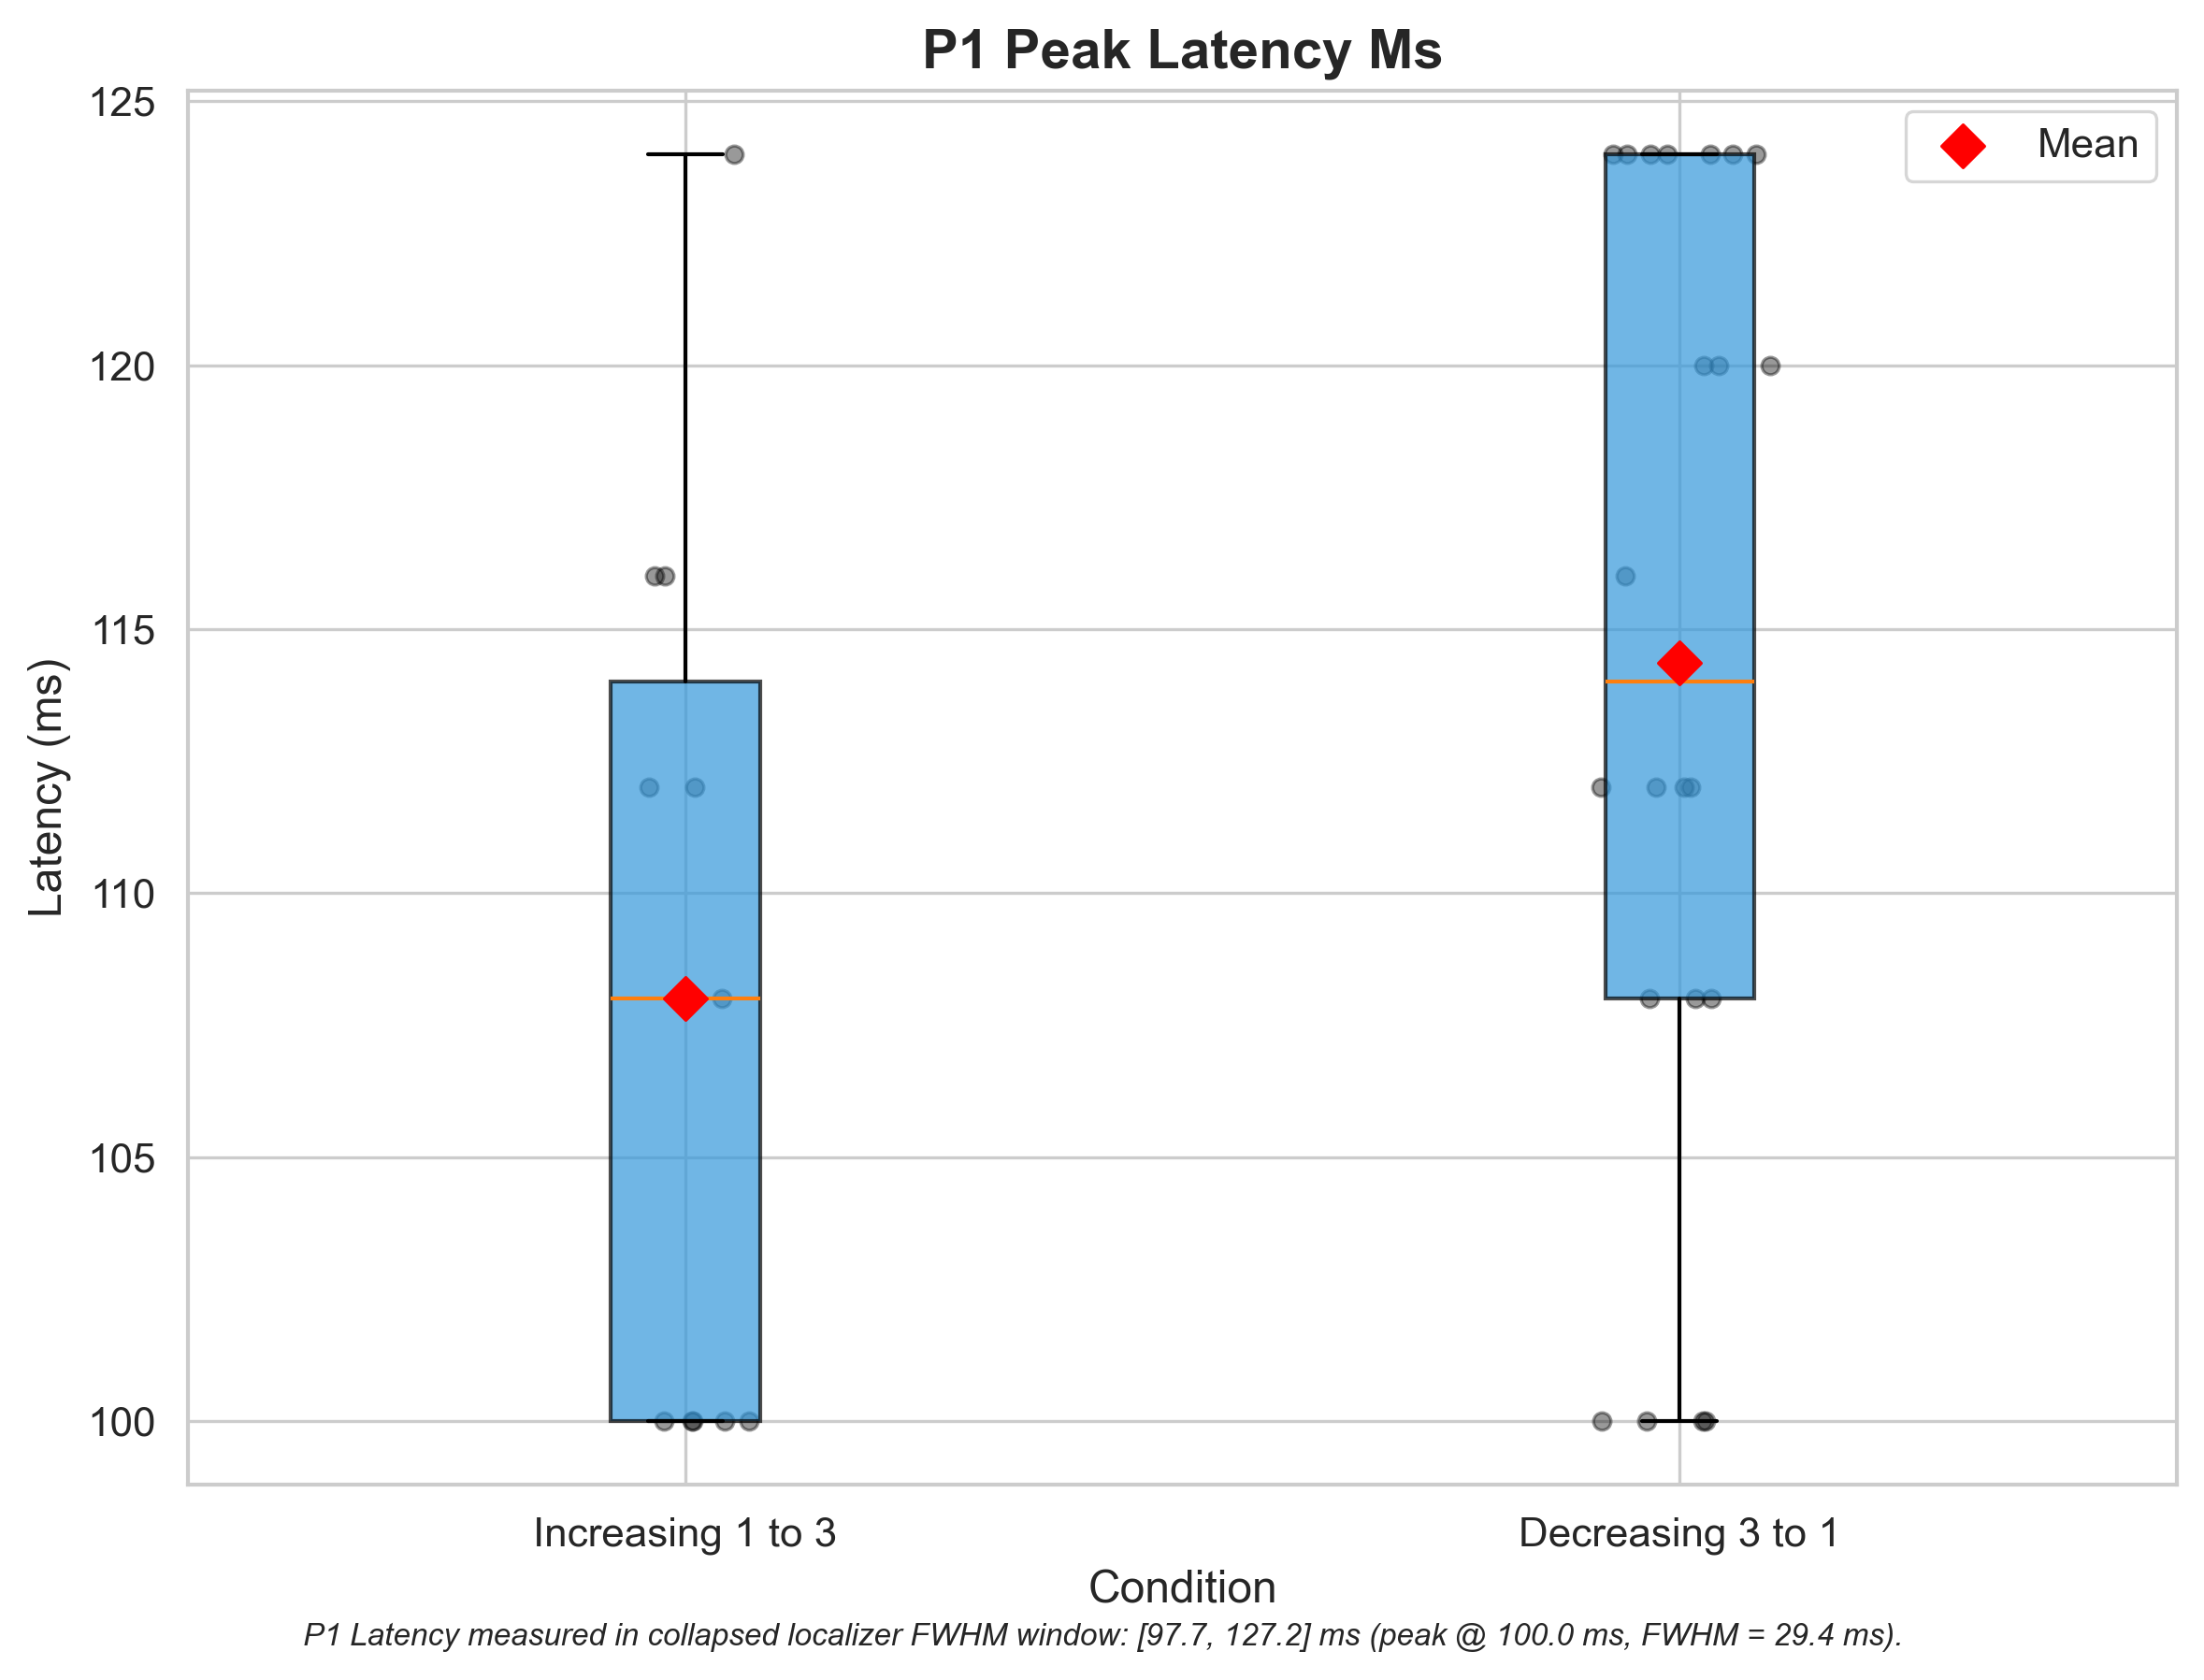 P1 Peak Latency Ms
Mean
125
120
115
110
105
100
Latency (ms)
Increasing 1 to 3
Decreasing 3 to 1
Condition
P1 Latency measured in collapsed localizer FWHM window: [97.7, 127.2] ms (peak @ 100.0 ms, FWHM = 29.4 ms).